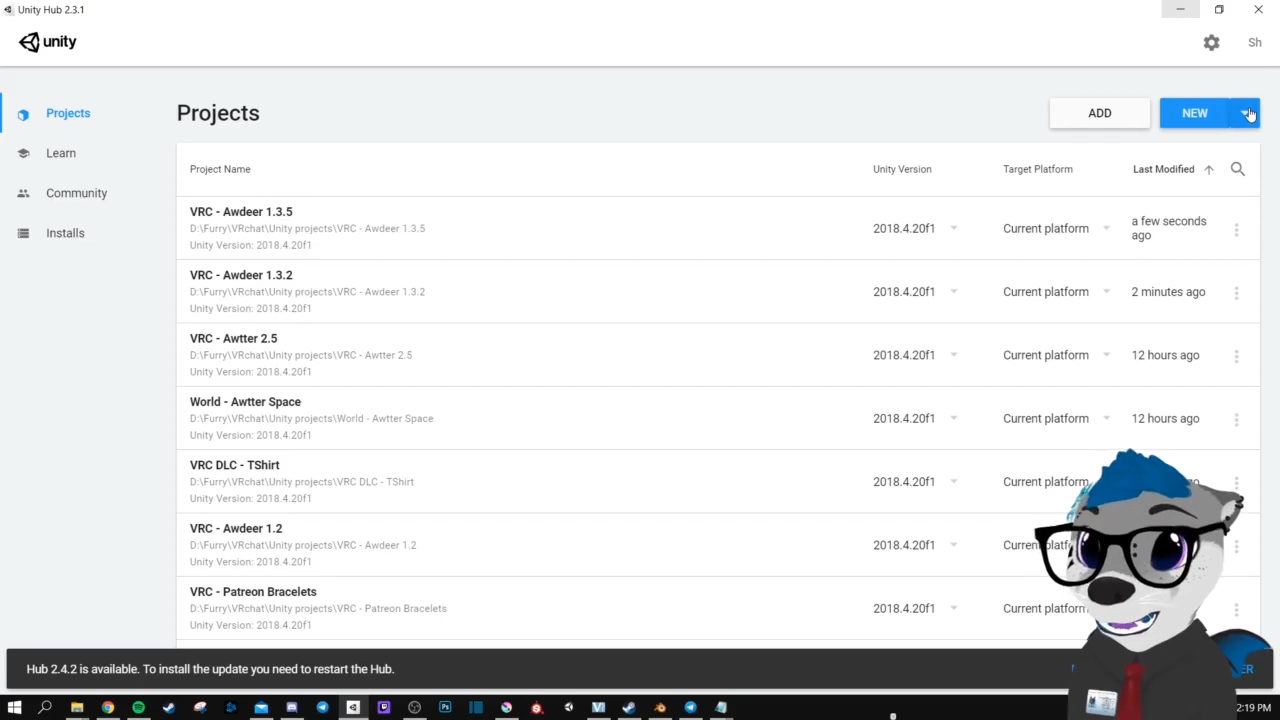 Unity Hub 2.3.1
unity
Sh
Projects
Learn
Community
Installs
Projects
ADD
NEW
Project Name
Unity Version
Target Platform
Last Modified
VRC - Awdeer 1.3.5
D:\Furry\VRchat\Unity projects\VRC - Awdeer 1.3.5
Unity Version: 2018.4.20f1
2018.4.20f1
Current platform
a few seconds
ago
VRC - Awdeer 1.3.2
D:\Furry\VRchat\Unity projects\VRC - Awdeer 1.3.2
Unity Version: 2018.4.20f1
2018.4.20f1
Current platform
2 minutes ago
VRC - Awtter 2.5
D:\Furry\VRchat\Unity projects\VRC - Awtter 2.5
Unity Version: 2018.4.20f1
2018.4.20f1
Current platform
12 hours ago
World - Awtter Space
D:\Furry\VRchat\Unity projects\World - Awtter Space
Unity Version: 2018.4.20f1
2018.4.20f1
Current platform
12 hours ago
VRC DLC - TShirt
D:\Furry\VRchat\Unity projects\VRC DLC - TShirt
Unity Version: 2018.4.20f1
2018.4.20f1
Current platform
VRC - Awdeer 1.2
D:\Furry\VRchat\Unity projects\VRC - Awdeer 1.2
Unity Version: 2018.4.20f1
2018.4.20f1
Current platf
VRC - Patreon Bracelets
D:\Furry\VRchat\Unity projects\VRC - Patreon Bracelets
Unity Version: 2018.4.20f1
2018.4.20f1
Current platform
Hub 2.4.2 is available. To install the update you need to restart the Hub.
ER
2:19 PM